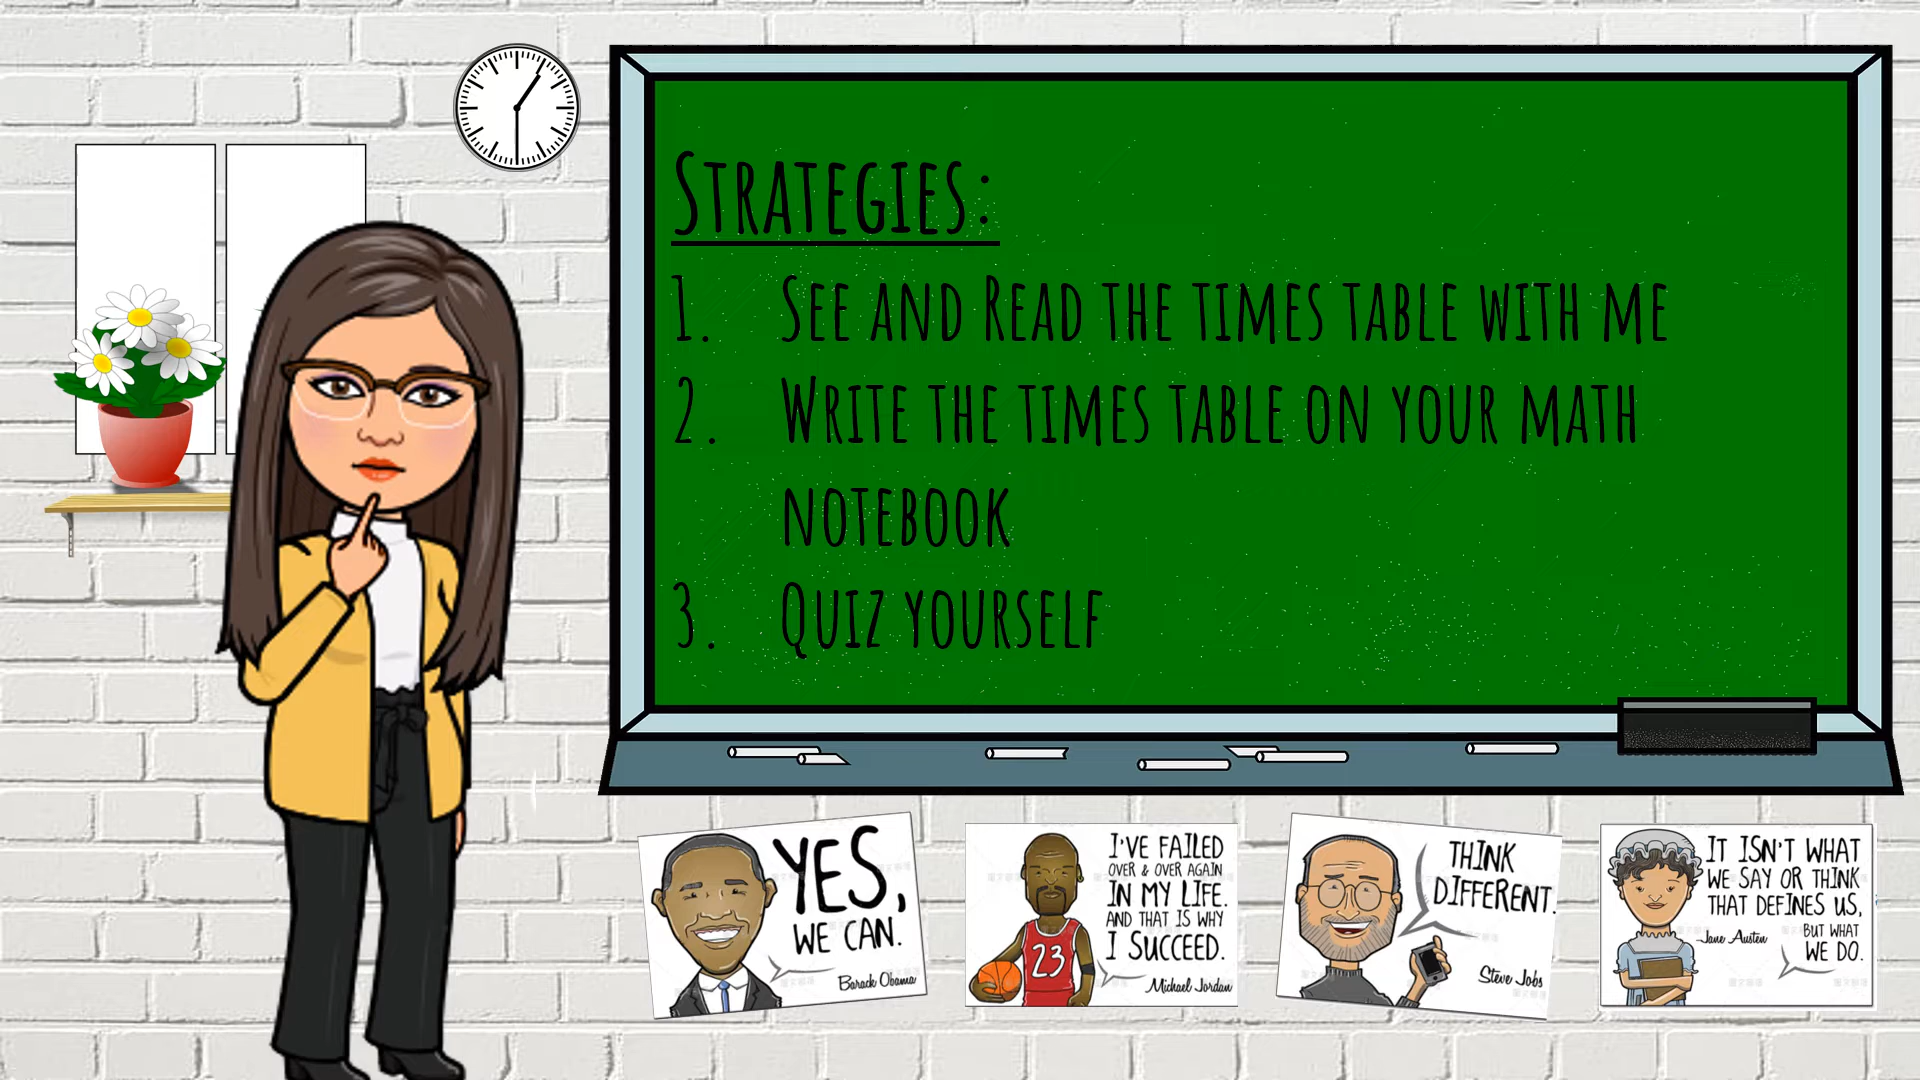 Strategies:
1. See and Read the times table with me
2. Write the times table on your math
notebook
3. Quiz yourself
YES,
WE CAN.
Barack Obama
I'VE FAILED
OVER & OVER AGAIN
IN MY LIFE.
AND THAT IS WHY
I SUCCEED.
23
Michael Jordan
THINK
DIFFERENT.
Steve Jobs
IT ISN'T WHAT
WE SAY OR THINK
THAT DEFINES US,
BUT WHAT
WE DO.
Jane Austen